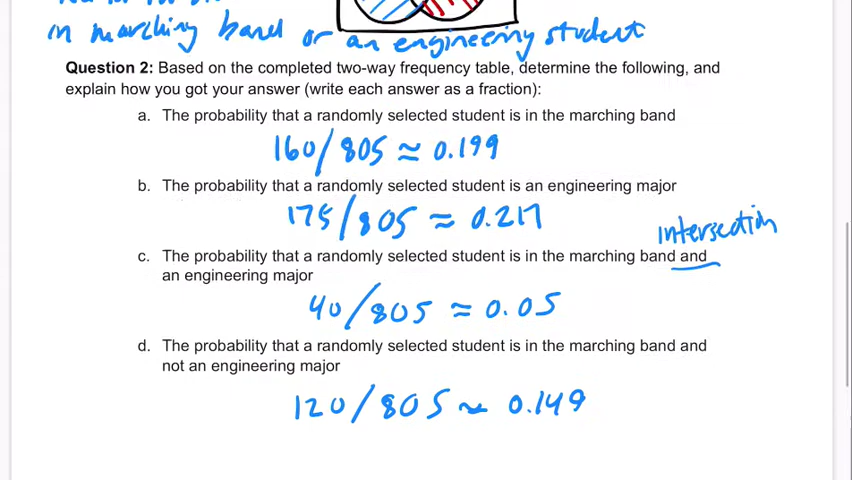 in marching band or an engineering student
Question 2: Based on the completed two-way frequency table, determine the following, and
explain how you got your answer (write each answer as a fraction):
a. The probability that a randomly selected student is in the marching band
160/805 ≈ 0.199
b. The probability that a randomly selected student is an engineering major
175/805 ≈ 0.217
intersection
c. The probability that a randomly selected student is in the marching band and
an engineering major
40/805 ≈ 0.05
d. The probability that a randomly selected student is in the marching band and
not an engineering major
120/805 ≈ 0.149